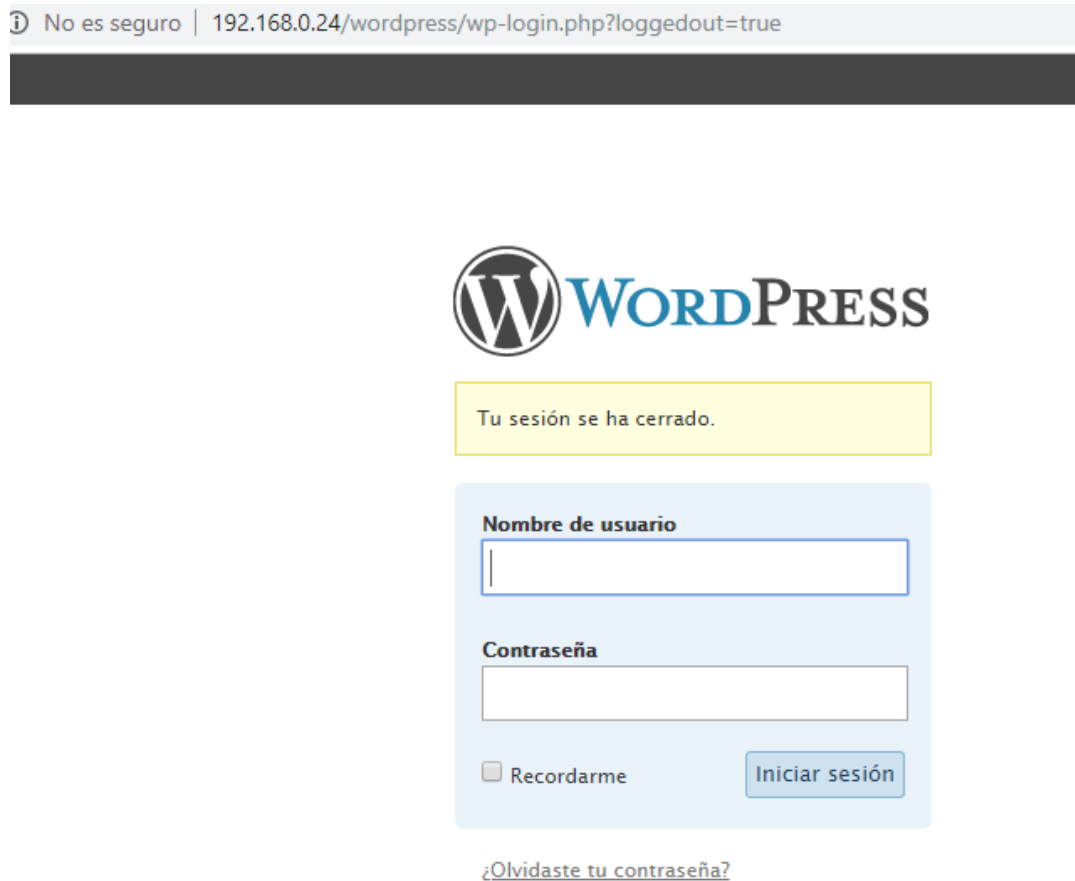 No es seguro | 192.168.0.24/wordpress/wp-login.php?loggedout=true
WORDPRESS
Tu sesión se ha cerrado.
Nombre de usuario
Contraseña
Recordarme
Iniciar sesión
¿Olvidaste tu contraseña?